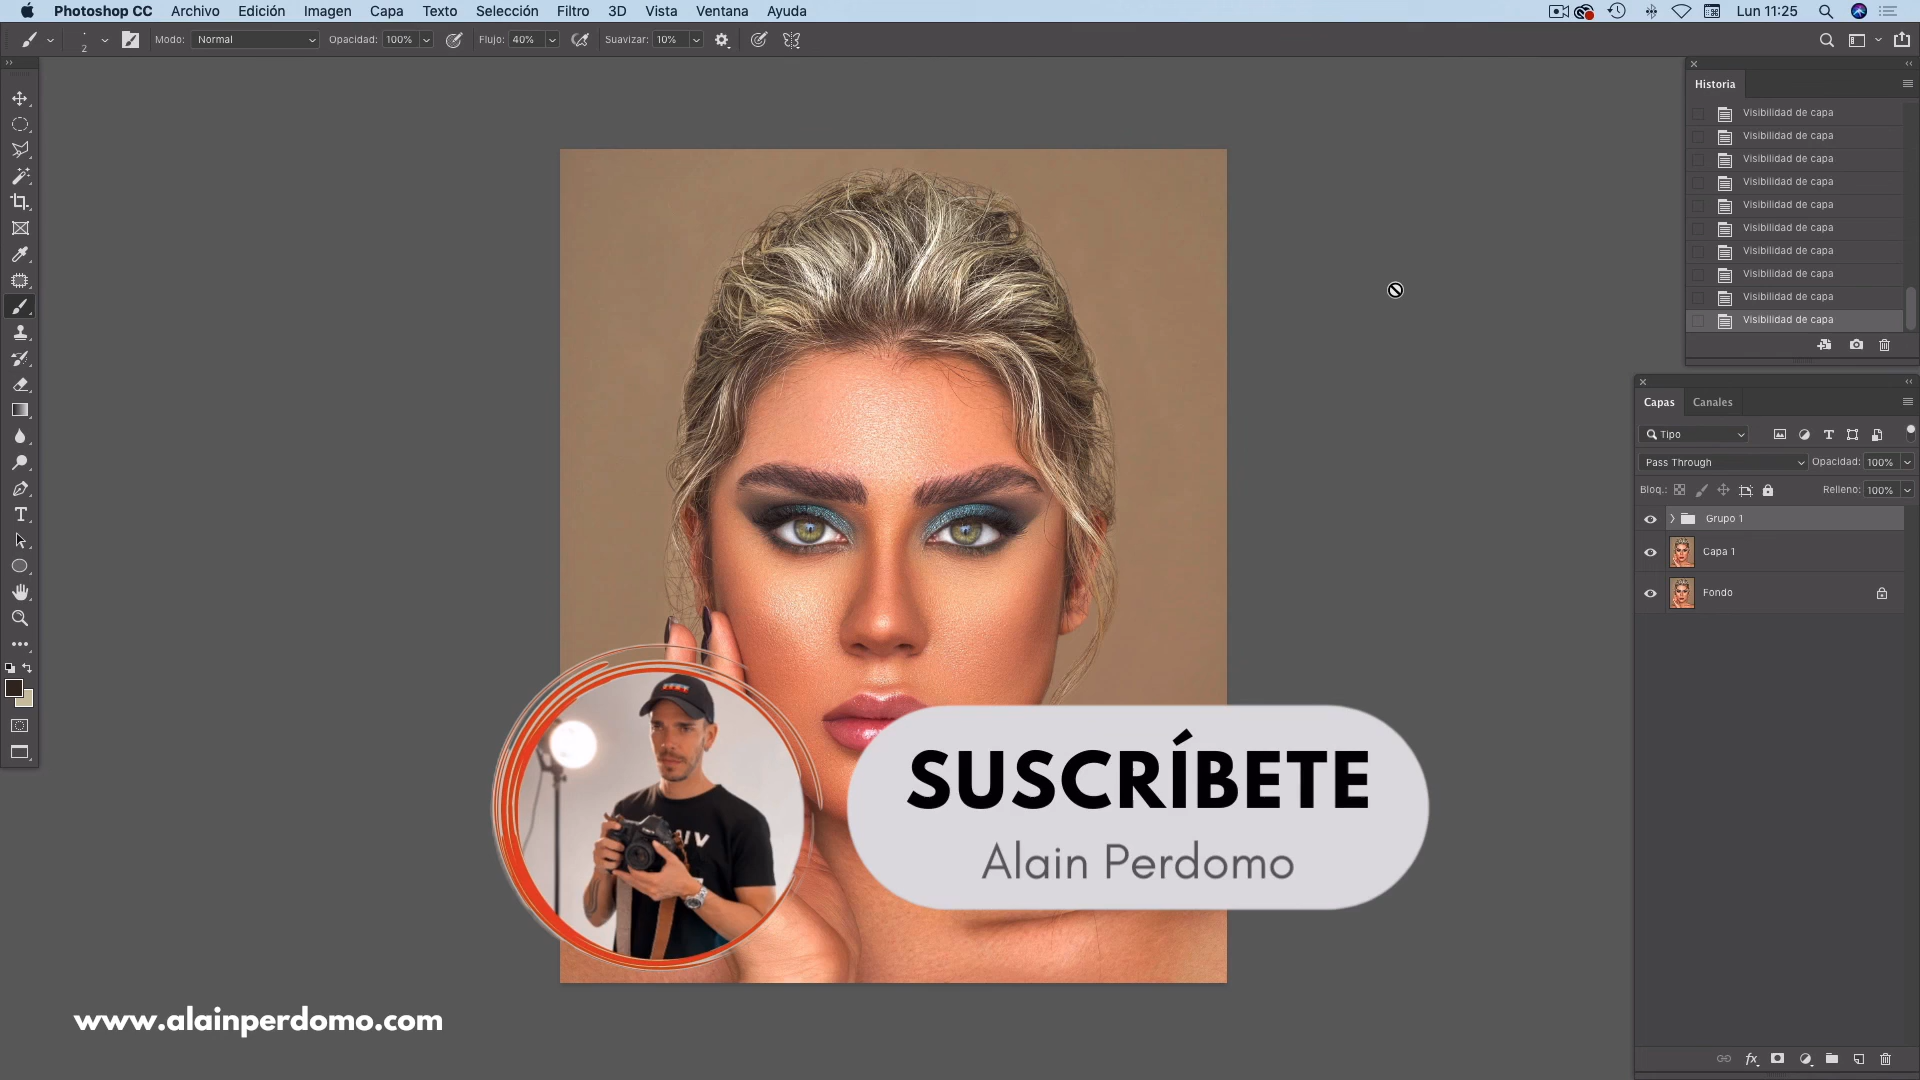 Photoshop CC Archivo Edición Imagen Capa Texto Selección Filtro 3D Vista Ventana Ayuda Lun 11:25
2 Modo: Normal Opacidad: 100% Flujo: 40% Suavizar: 10%
Historia
Visibilidad de capa
Visibilidad de capa
Visibilidad de capa
Visibilidad de capa
Visibilidad de capa
Visibilidad de capa
Visibilidad de capa
Visibilidad de capa
Visibilidad de capa
Visibilidad de capa
Capas Canales
Tipo
Pass Through Opacidad: 100%
Bloq.: Relleno: 100%
Grupo 1
Capa 1
Fondo
SUSCRÍBETE
Alain Perdomo
www.alainperdomo.com